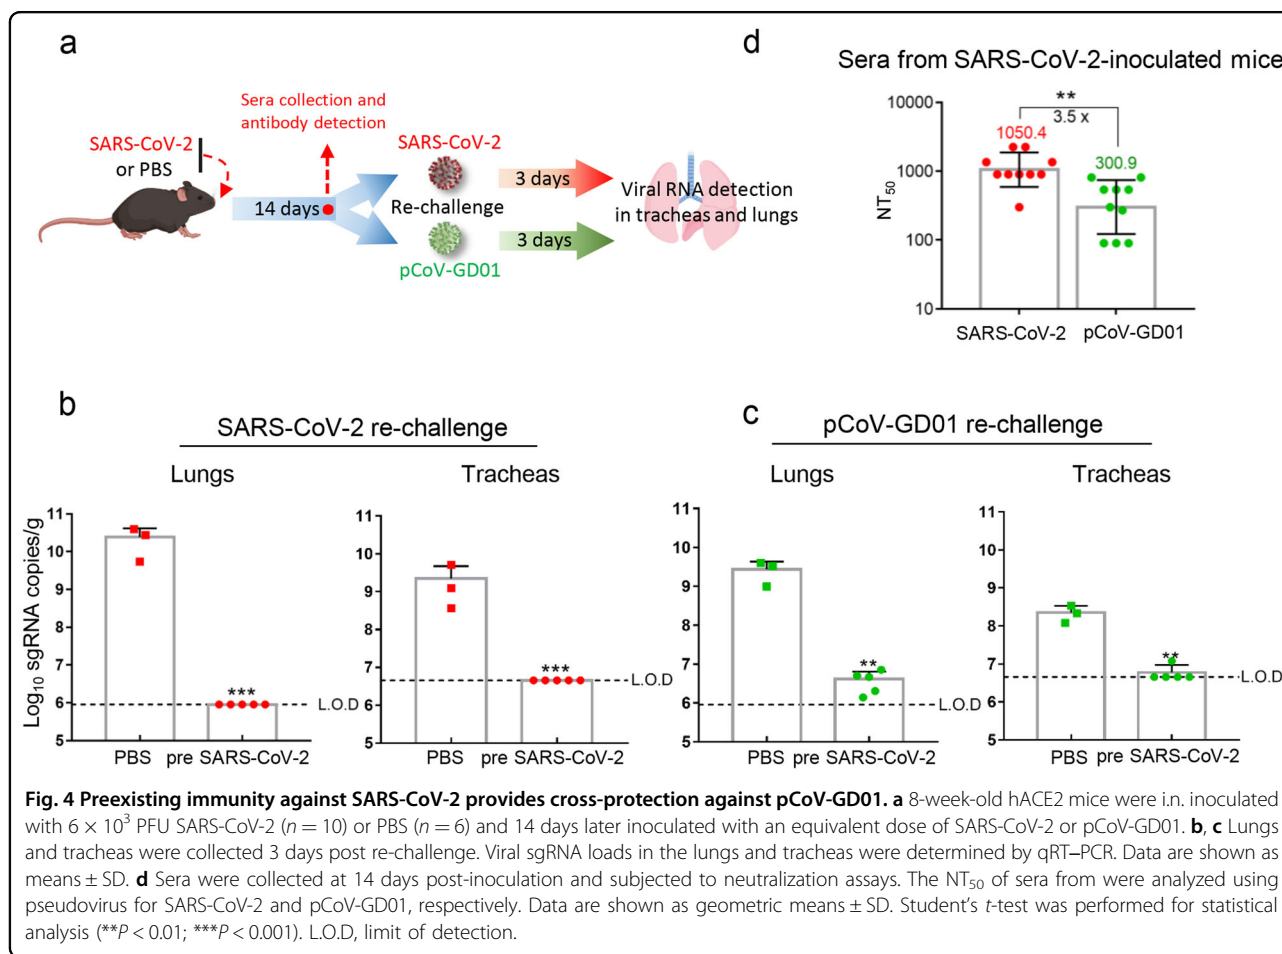 a
Sera collection and
antibody detection
SARS-CoV-2
or PBS
14 days
SARS-CoV-2
Re-challenge
pCoV-GD01
3 days
3 days
Viral RNA detection
in tracheas and lungs
d
Sera from SARS-CoV-2-inoculated mice
NT50
10000
1000
100
10
**
3.5 x
1050.4
300.9
SARS-CoV-2
pCoV-GD01
b
SARS-CoV-2 re-challenge
Lungs
Tracheas
Log10 sgRNA copies/g
11
10
9
8
7
6
5
***
L.O.D
PBS
pre SARS-CoV-2
11
10
9
8
7
6
5
***
L.O.D
PBS
pre SARS-CoV-2
c
pCoV-GD01 re-challenge
Lungs
Tracheas
11
10
9
8
7
6
5
**
L.O.D
PBS
pre SARS-CoV-2
11
10
9
8
7
6
5
**
L.O.D
PBS
pre SARS-CoV-2
Fig. 4 Preexisting immunity against SARS-CoV-2 provides cross-protection against pCoV-GD01. a 8-week-old hACE2 mice were i.n. inoculated
with 6 × 10³ PFU SARS-CoV-2 (n = 10) or PBS (n = 6) and 14 days later inoculated with an equivalent dose of SARS-CoV-2 or pCoV-GD01. b, c Lungs
and tracheas were collected 3 days post re-challenge. Viral sgRNA loads in the lungs and tracheas were determined by qRT–PCR. Data are shown as
means ± SD. d Sera were collected at 14 days post-inoculation and subjected to neutralization assays. The NT50 of sera from were analyzed using
pseudovirus for SARS-CoV-2 and pCoV-GD01, respectively. Data are shown as geometric means ± SD. Student's t-test was performed for statistical
analysis (**P < 0.01; ***P < 0.001). L.O.D, limit of detection.